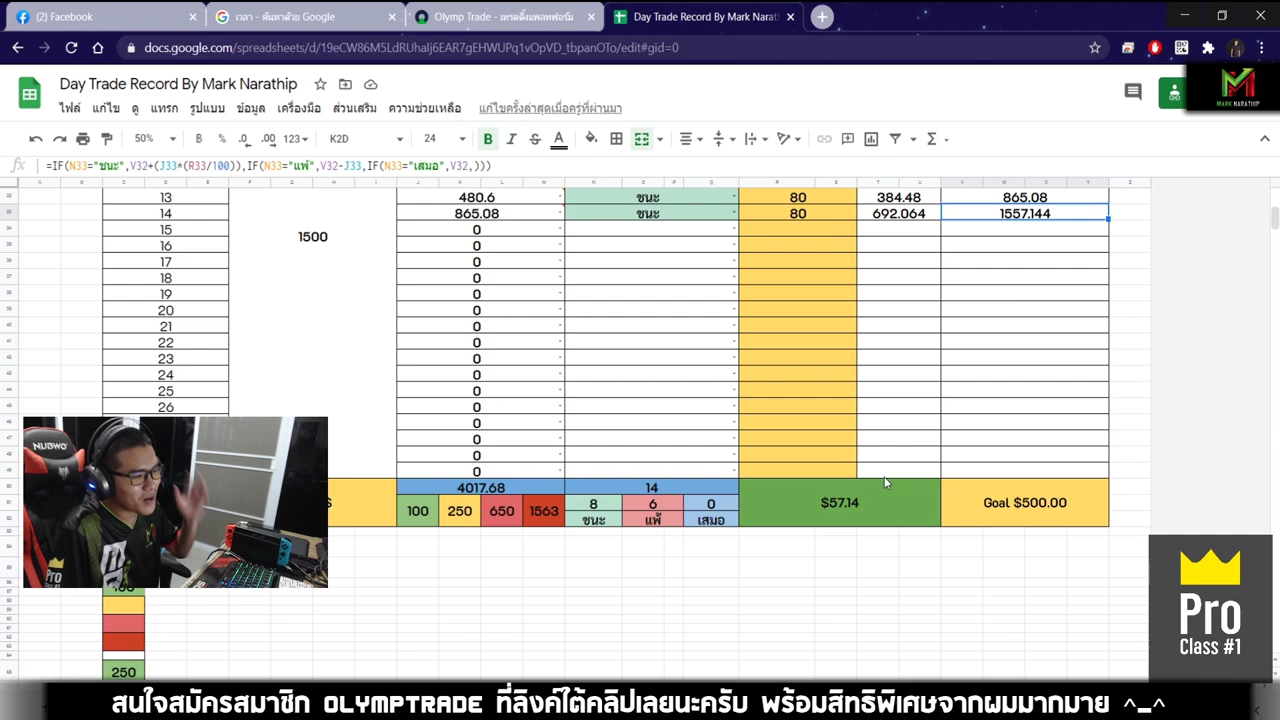 Facebook
เวลา - ค้นหาด้วย Google
Olymp Trade - เทรดดิ้งแพลทฟอร์ม
Day Trade Record By Mark Narat
docs.google.com/spreadsheets/d/19eCW86M5LdRUhaIj6EAR7gEHWUPq1vOpVD_tbpanOTo/edit#gid=0
Day Trade Record By Mark Narathip
MARK NARATHIP
ไฟล์ แก้ไข ดู แทรก รูปแบบ ข้อมูล เครื่องมือ ส่วนเสริม ความช่วยเหลือ แก้ไขครั้งล่าสุดเมื่อครู่ที่ผ่านมา
50% ฿ % .0 .00 123 K2D 24 B I S A Σ
fx =IF(N33="ชนะ",V32+(J33*(R33/100)),IF(N33="แพ้",V32-J33,IF(N33="เสมอ",V32,)))
13 480.6 ชนะ 80 384.48 865.08
14 865.08 ชนะ 80 692.064 1557.144
15 0
1500
16 0
17 0
18 0
19 0
20 0
21 0
22 0
23 0
24 0
25 0
26 0
0
0
0
0
4017.68 14
$ 100 250 650 1563 8 6 0 $57.14 Goal $500.00
ชนะ แพ้ เสมอ
NUBWO
Pro
250
Pro
Class #1
สนใจสมัครสมาชิก OLYMPTRADE ที่ลิงค์ใต้คลิปเลยนะครับ พร้อมสิทธิพิเศษจากผมมากมาย ^_^